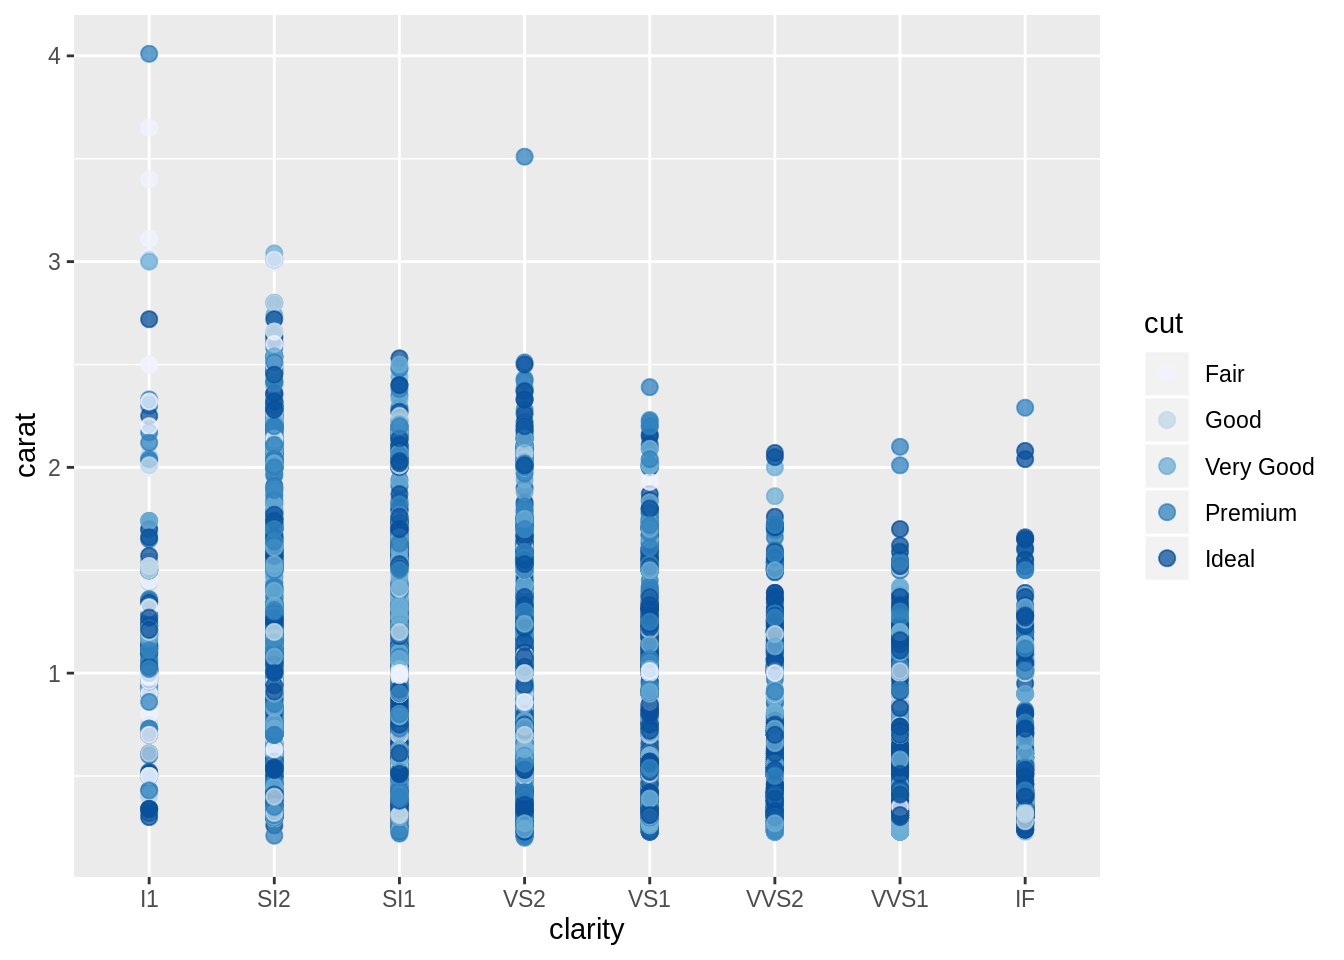 4
3
2
1
carat
I1 SI2 SI1 VS2 VS1 VVS2 VVS1 IF
clarity
cut
Fair
Good
Very Good
Premium
Ideal